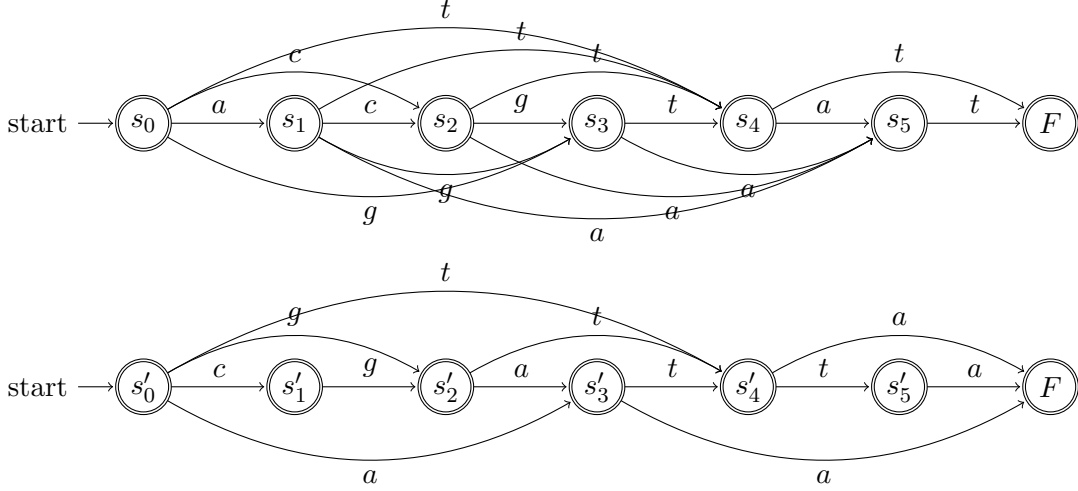 t
t
c t t
start s₀ a s₁ c s₂ g s₃ t s₄ a s₅ t F
g a
g a
a
t
g t a
start s′₀ c s′₁ g s′₂ a s′₃ t s′₄ t s′₅ a F
a a